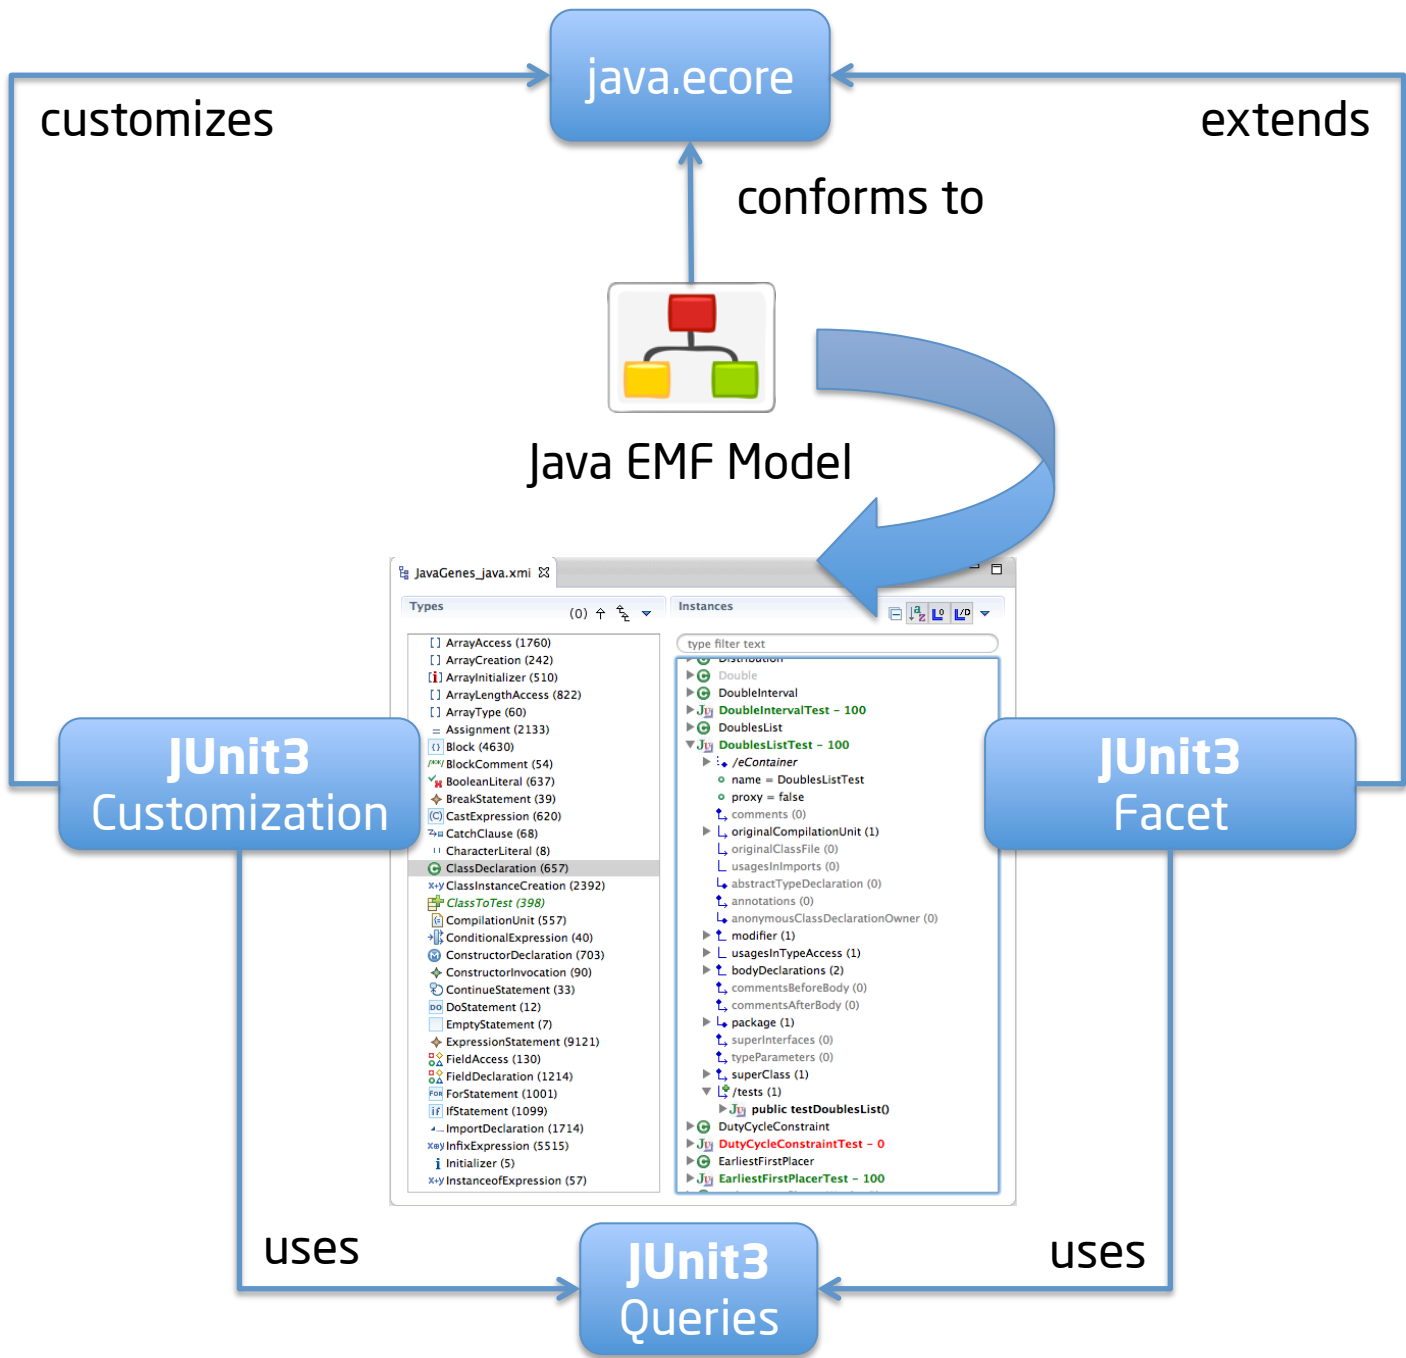 java.ecore
customizes
extends
conforms to
Java EMF Model
JavaGenes_java.xmi
Types
(0)
Instances
type filter text
[ ] ArrayAccess (1760)
[ ] ArrayCreation (242)
[i] ArrayInitializer (510)
[ ] ArrayLengthAccess (822)
[ ] ArrayType (60)
= Assignment (2133)
{} Block (4630)
/**/ BlockComment (54)
BooleanLiteral (637)
BreakStatement (39)
(C) CastExpression (620)
CatchClause (68)
CharacterLiteral (8)
C ClassDeclaration (657)
x+y ClassInstanceCreation (2392)
ClassToTest (398)
CompilationUnit (557)
ConditionalExpression (40)
M ConstructorDeclaration (703)
ConstructorInvocation (90)
ContinueStatement (33)
DO DoStatement (12)
EmptyStatement (7)
ExpressionStatement (9121)
FieldAccess (130)
FieldDeclaration (1214)
FOR ForStatement (1001)
if IfStatement (1099)
ImportDeclaration (1714)
InfixExpression (5515)
i Initializer (5)
x+y InstanceofExpression (57)
Distribution
Double
DoubleInterval
DoubleIntervalTest – 100
DoublesList
DoublesListTest – 100
/eContainer
name = DoublesListTest
proxy = false
comments (0)
originalCompilationUnit (1)
originalClassFile (0)
usagesInImports (0)
abstractTypeDeclaration (0)
annotations (0)
anonymousClassDeclarationOwner (0)
modifier (1)
usagesInTypeAccess (1)
bodyDeclarations (2)
commentsBeforeBody (0)
commentsAfterBody (0)
package (1)
superInterfaces (0)
typeParameters (0)
superClass (1)
/tests (1)
public testDoublesList()
DutyCycleConstraint
DutyCycleConstraintTest – 0
EarliestFirstPlacer
EarliestFirstPlacerTest – 100
JUnit3
Customization
JUnit3
Facet
uses
uses
JUnit3
Queries